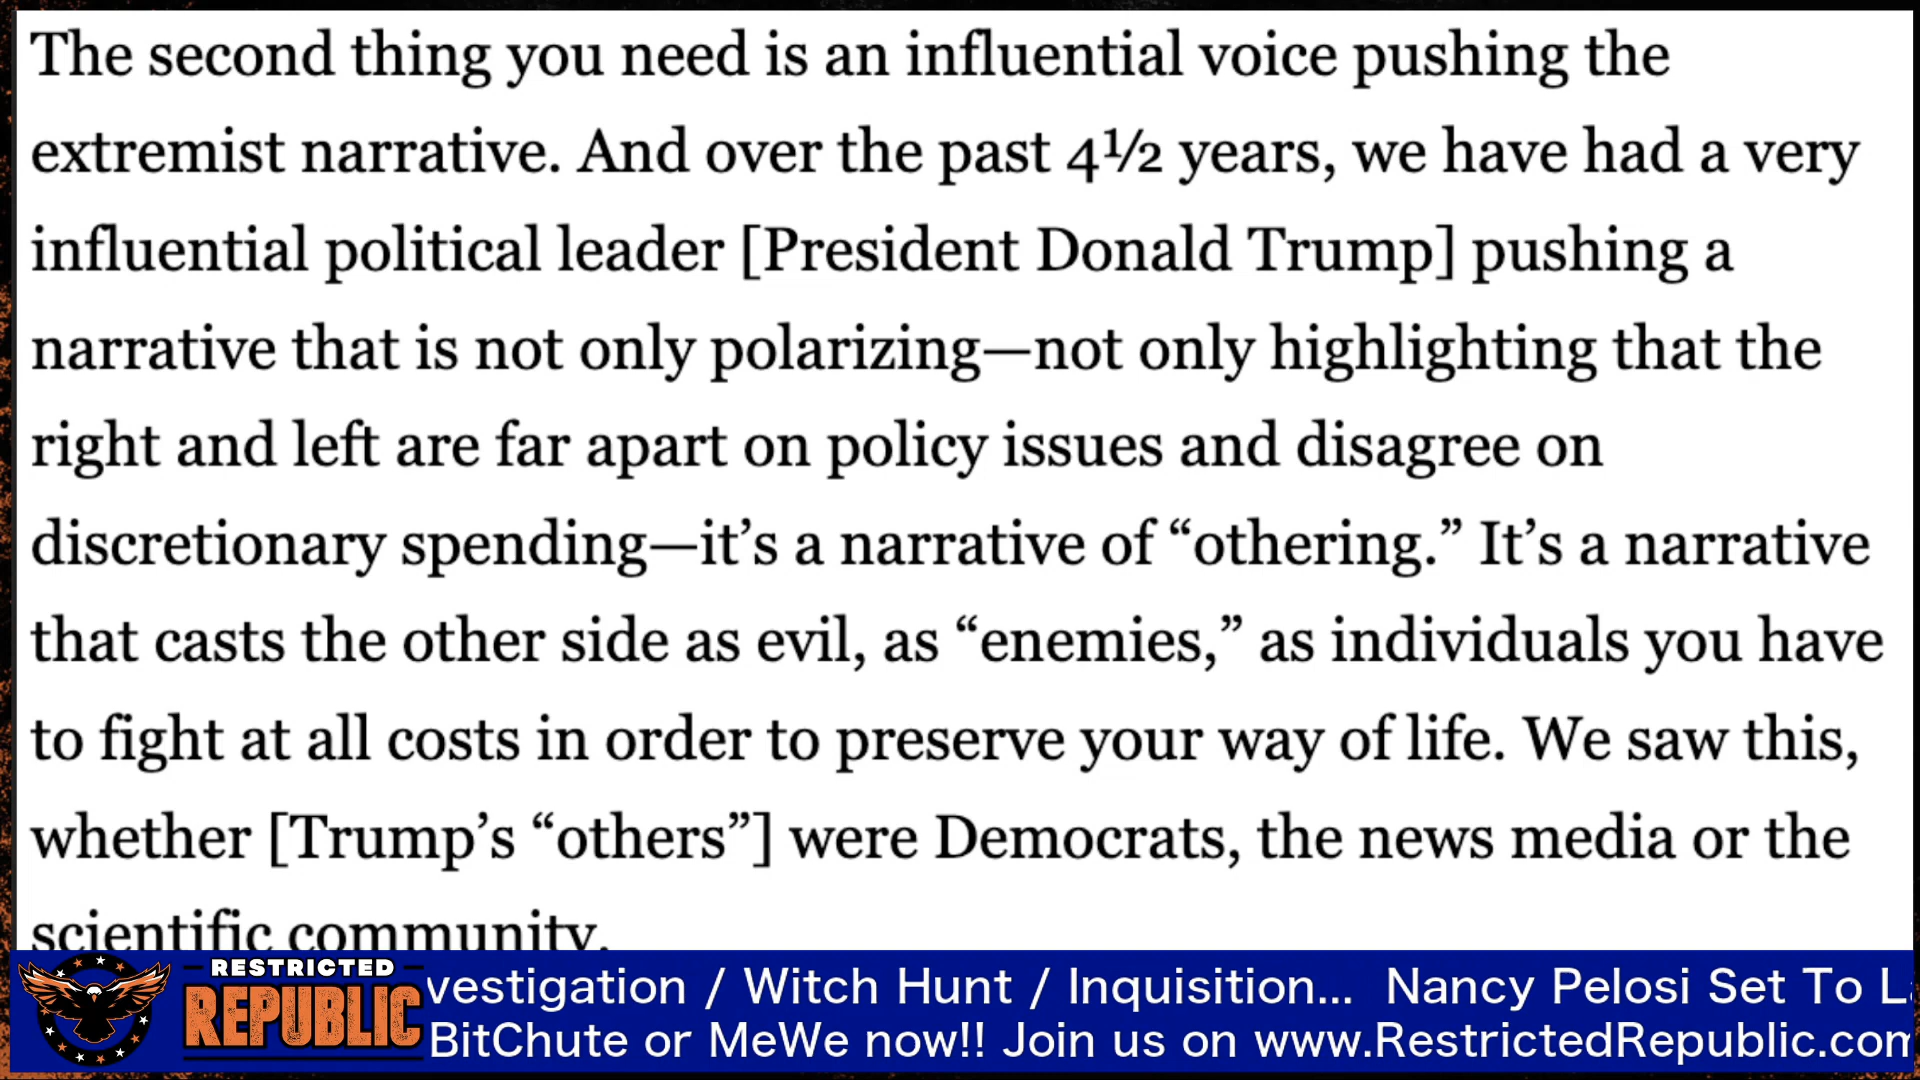 The second thing you need is an influential voice pushing the
extremist narrative. And over the past 4½ years, we have had a very
influential political leader [President Donald Trump] pushing a
narrative that is not only polarizing—not only highlighting that the
right and left are far apart on policy issues and disagree on
discretionary spending—it’s a narrative of “othering.” It’s a narrative
that casts the other side as evil, as “enemies,” as individuals you have
to fight at all costs in order to preserve your way of life. We saw this,
whether [Trump’s “others”] were Democrats, the news media or the
scientific community.
RESTRICTED
REPUBLIC
vestigation / Witch Hunt / Inquisition... Nancy Pelosi Set To L
BitChute or MeWe now!! Join us on www.RestrictedRepublic.com